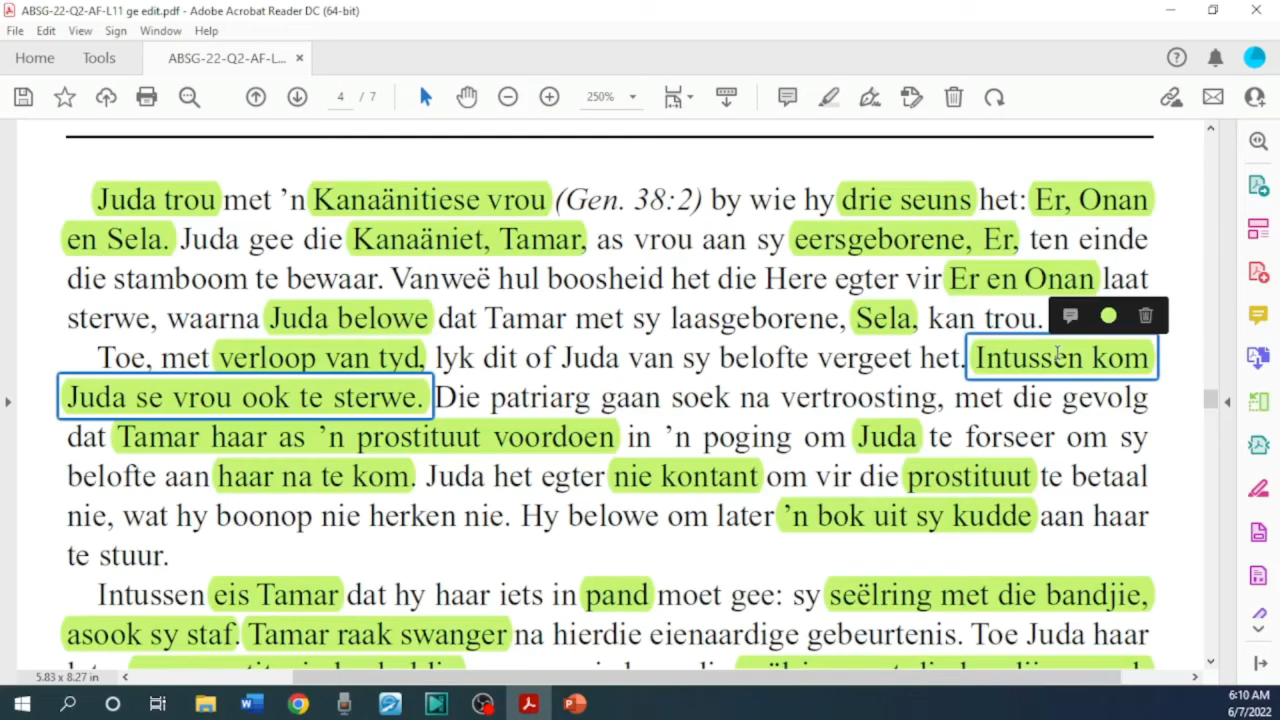 ABSG-22-Q2-AF-L11 ge edit.pdf - Adobe Acrobat Reader DC (64-bit)
File Edit View Sign Window Help
Home Tools ABSG-22-Q2-AF-L... ×
4 / 7 250%
Juda trou met ’n Kanaänitiese vrou (Gen. 38:2) by wie hy drie seuns het: Er, Onan
en Sela. Juda gee die Kanaäniet, Tamar, as vrou aan sy eersgeborene, Er, ten einde
die stamboom te bewaar. Vanweë hul boosheid het die Here egter vir Er en Onan laat
sterwe, waarna Juda belowe dat Tamar met sy laasgeborene, Sela, kan trou.
Toe, met verloop van tyd, lyk dit of Juda van sy belofte vergeet het. Intussen kom
Juda se vrou ook te sterwe. Die patriarg gaan soek na vertroosting, met die gevolg
dat Tamar haar as ’n prostituut voordoen in ’n poging om Juda te forseer om sy
belofte aan haar na te kom. Juda het egter nie kontant om vir die prostituut te betaal
nie, wat hy boonop nie herken nie. Hy belowe om later ’n bok uit sy kudde aan haar
te stuur.
Intussen eis Tamar dat hy haar iets in pand moet gee: sy seëlring met die bandjie,
asook sy staf. Tamar raak swanger na hierdie eienaardige gebeurtenis. Toe Juda haar
5.83 x 8.27 in
6:10 AM
6/7/2022